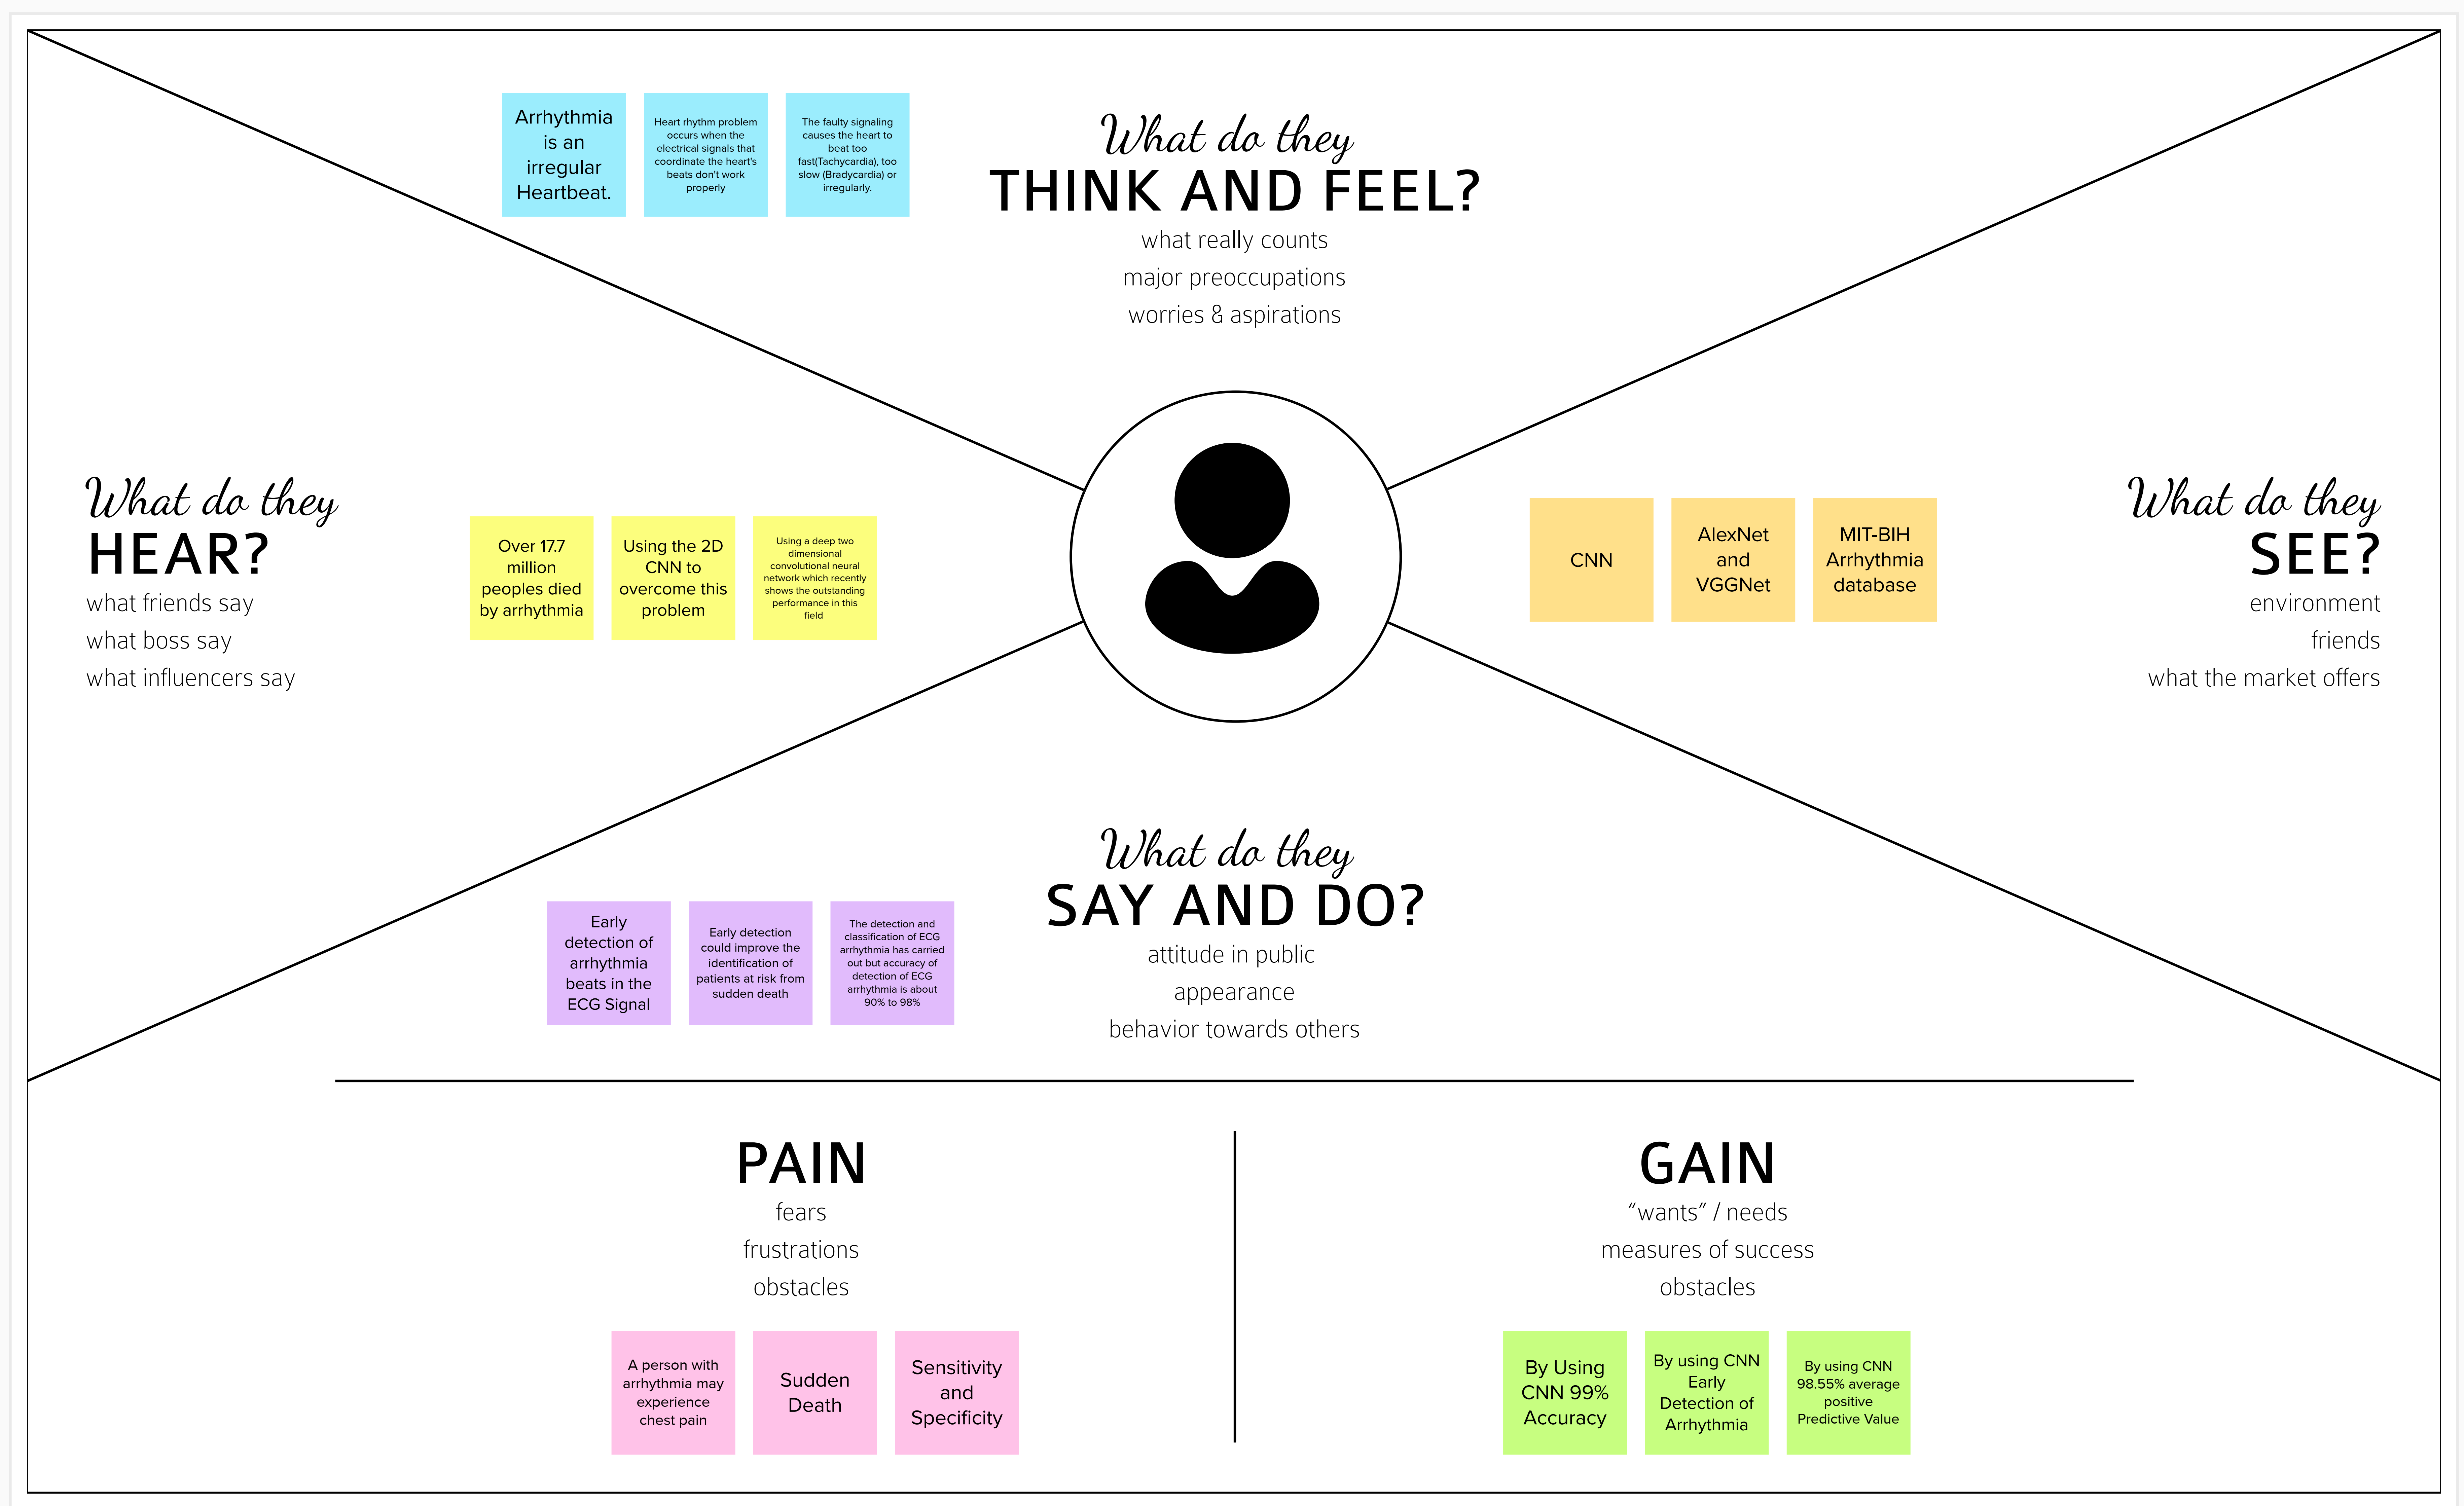 Arrhythmia
is an
irregular
Heartbeat.
Heart rhythm problem
occurs when the
electrical signals that
coordinate the heart's
beats don't work
properly
The faulty signaling
causes the heart to
beat too
fast(Tachycardia), too
slow (Bradycardia) or
irregularly.
What do they
THINK AND FEEL?
what really counts
major preoccupations
worries & aspirations
What do they
HEAR?
what friends say
what boss say
what influencers say
Over 17.7
million
peoples died
by arrhythmia
Using the 2D
CNN to
overcome this
problem
Using a deep two
dimensional
convolutional neural
network which recently
shows the outstanding
performance in this
field
CNN
AlexNet
and
VGGNet
MIT-BIH
Arrhythmia
database
What do they
SEE?
environment
friends
what the market offers
Early
detection of
arrhythmia
beats in the
ECG Signal
Early detection
could improve the
identification of
patients at risk from
sudden death
The detection and
classification of ECG
arrhythmia has carried
out but accuracy of
detection of ECG
arrhythmia is about
90% to 98%
What do they
SAY AND DO?
attitude in public
appearance
behavior towards others
PAIN
fears
frustrations
obstacles
A person with
arrhythmia may
experience
chest pain
Sudden
Death
Sensitivity
and
Specificity
GAIN
“wants” / needs
measures of success
obstacles
By Using
CNN 99%
Accuracy
By using CNN
Early
Detection of
Arrhythmia
By using CNN
98.55% average
positive
Predictive Value